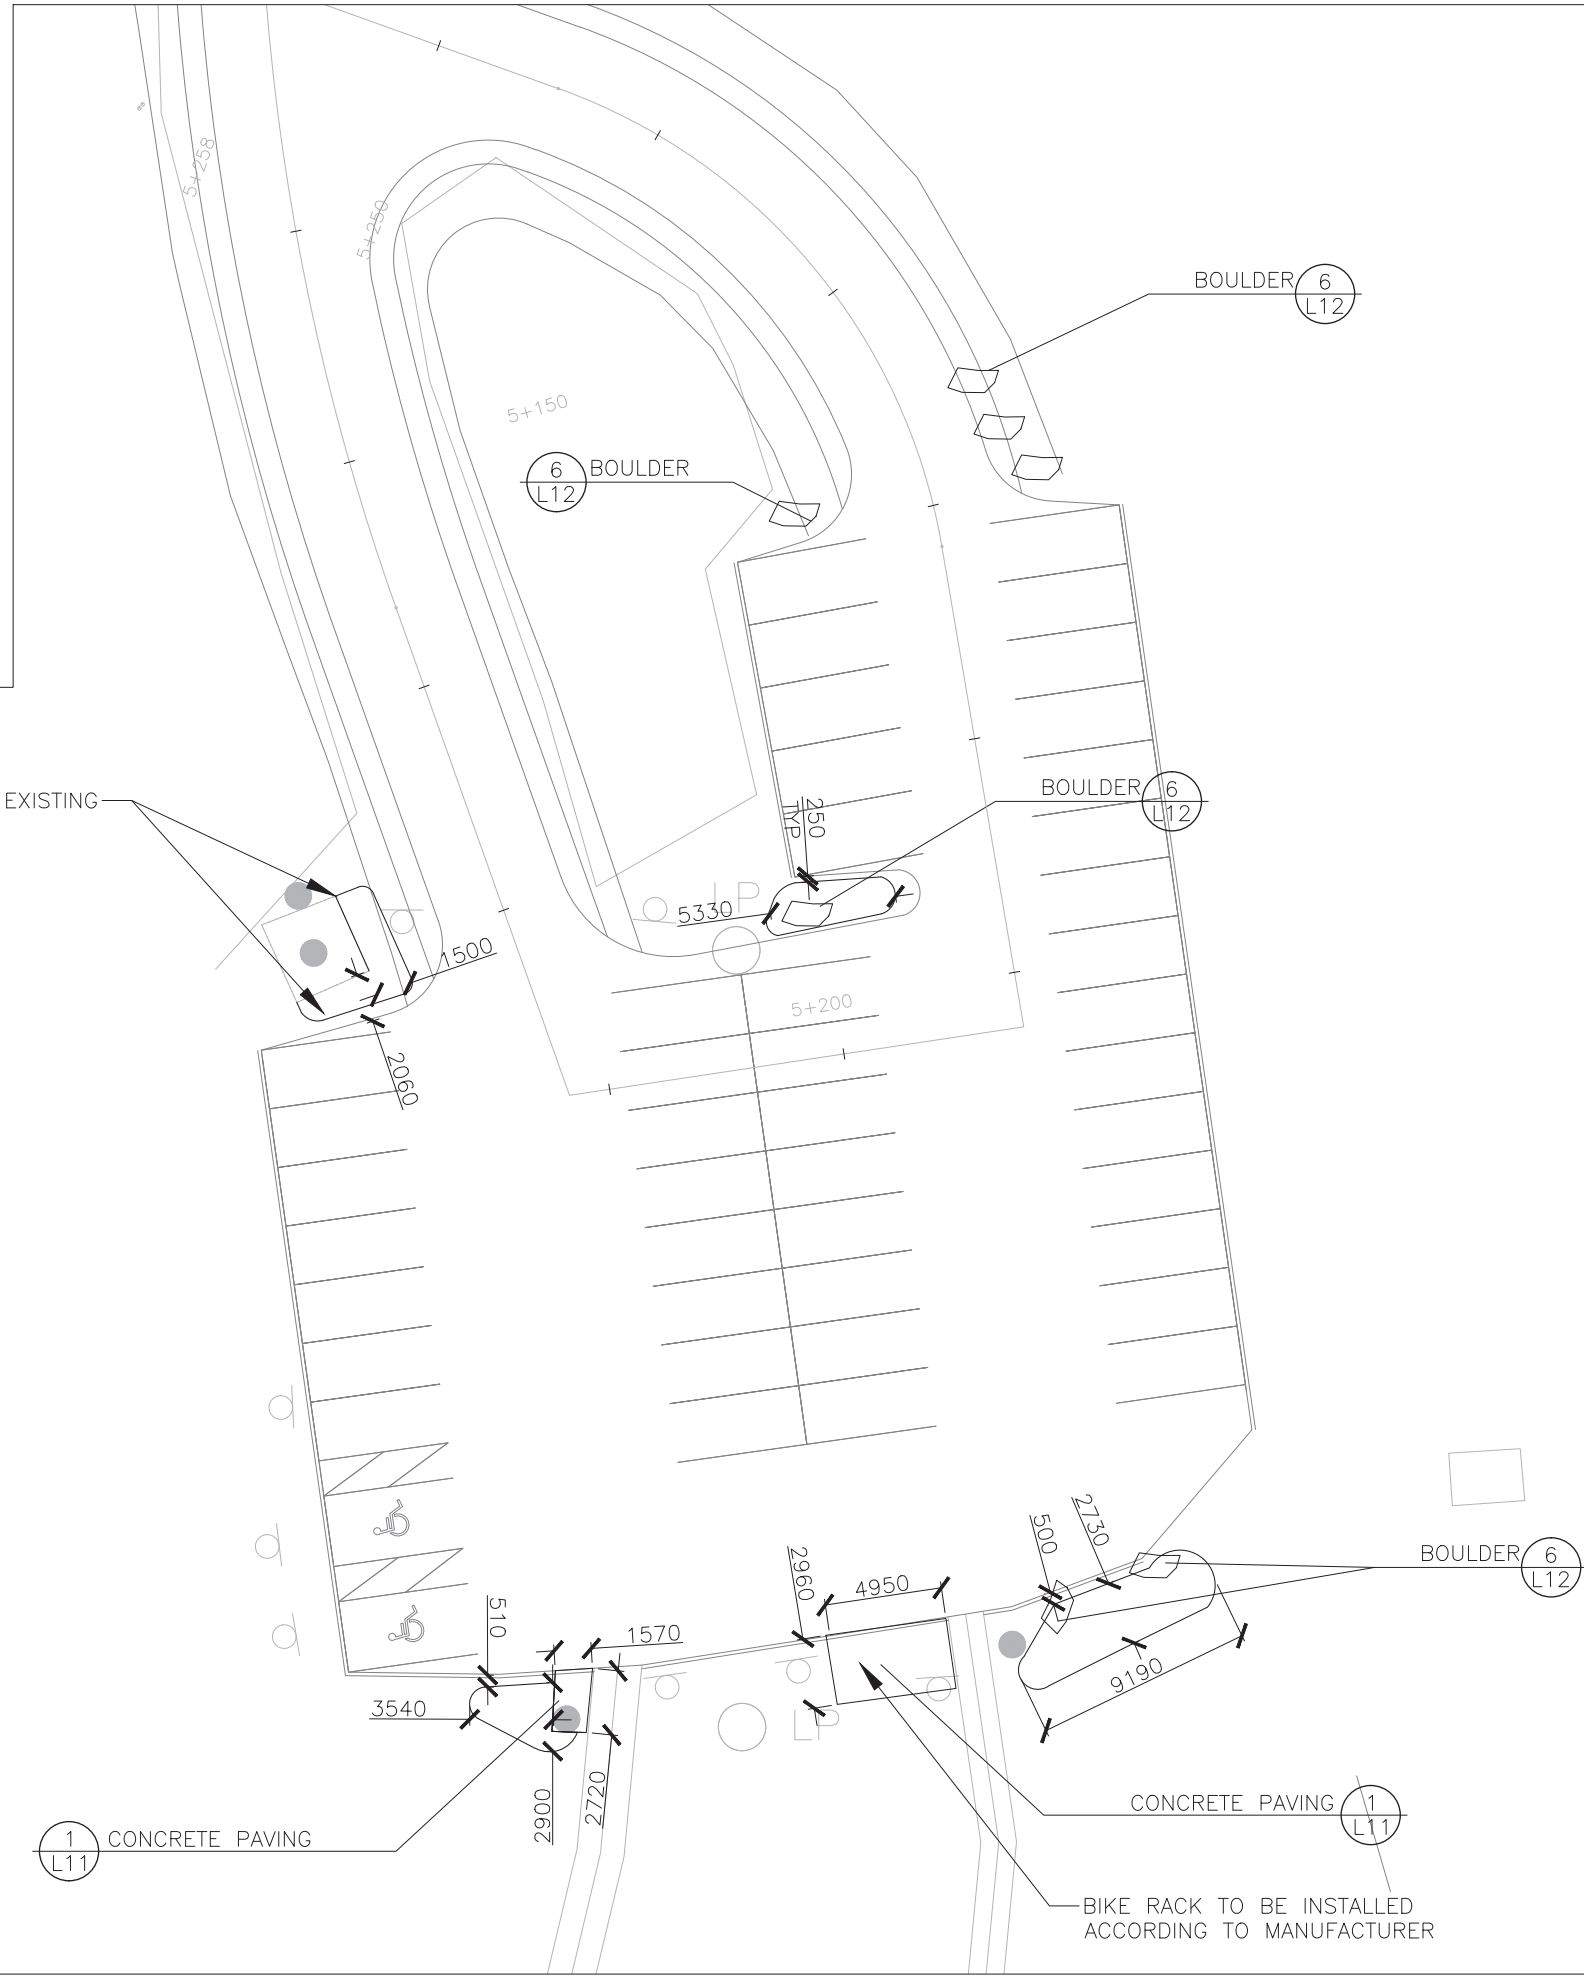 5+258
5+250
BOULDER 6
L12
5+150
6 BOULDER
L12
EXISTING
BOULDER 6
L12
250
TYP
LP
5330
1500
5+200
2060
2730
500
2960
4950
BOULDER 6
L12
510
1570
9190
3540
LP
2900
2720
CONCRETE PAVING 1
L11
1 CONCRETE PAVING
L11
BIKE RACK TO BE INSTALLED
ACCORDING TO MANUFACTURER